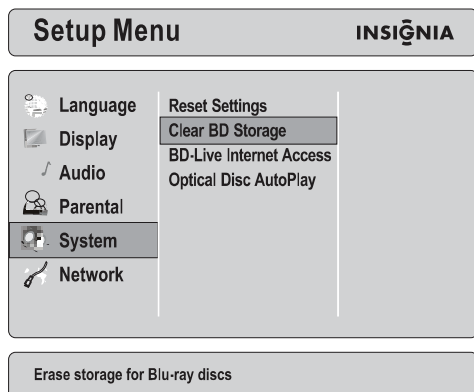 Setup Menu
INSIGNIA
Language
Display
Audio
Parental
System
Network
Reset Settings
Clear BD Storage
BD-Live Internet Access
Optical Disc AutoPlay
Erase storage for Blu-ray discs